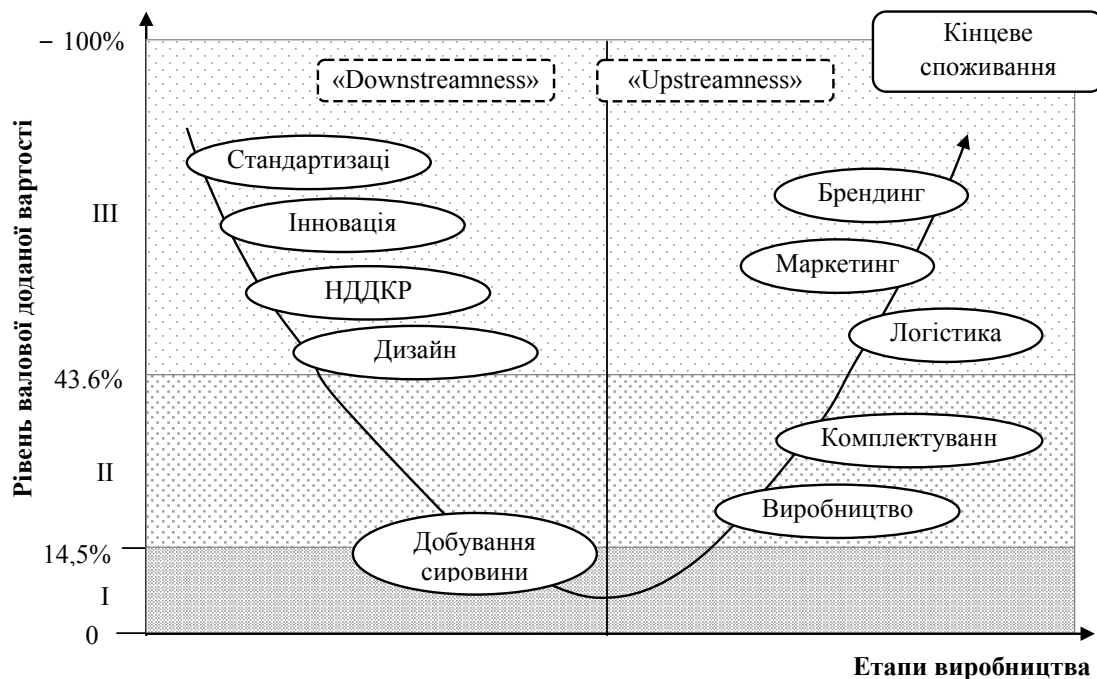 – 100%
Кінцеве
споживання
«Downstreamness»
«Upstreamness»
Стандартизаці
Брендинг
III
Інновація
Маркетинг
НДДКР
Логістика
Дизайн
43.6%
Комплектуванн
II
Виробництво
Добування
сировини
14,5%
I
0
Рівень валової доданої вартості
Етапи виробництва